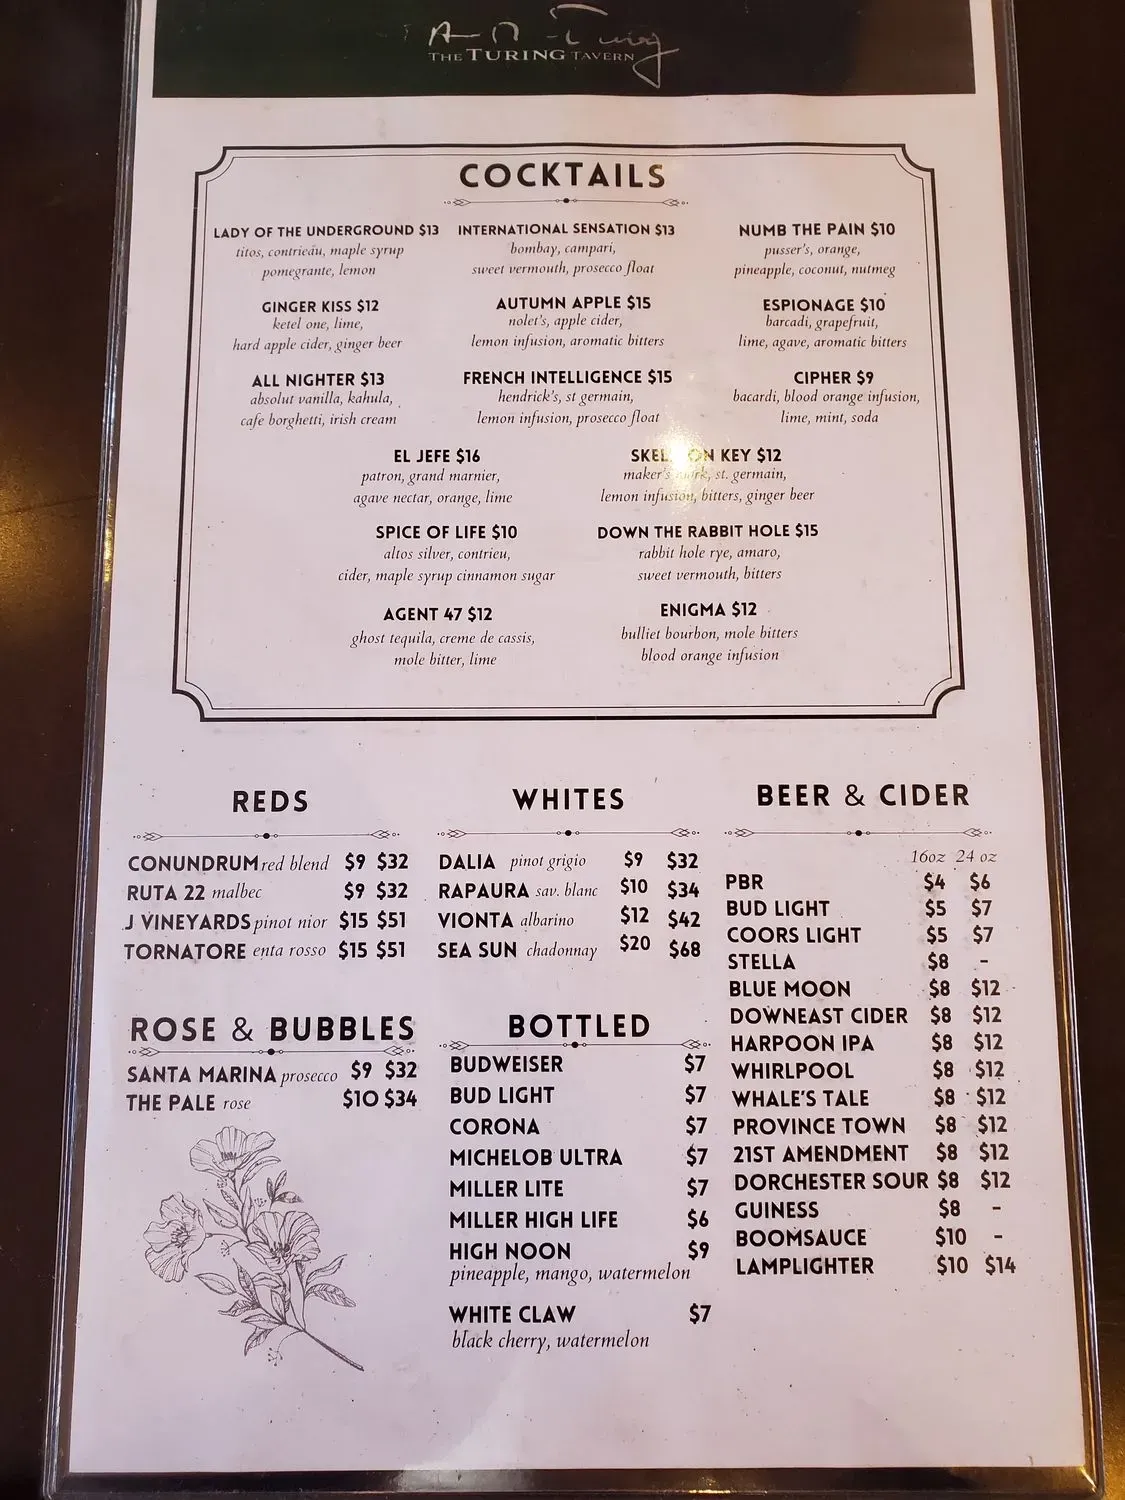 THE TURING TAVERN
COCKTAILS
LADY OF THE UNDERGROUND $13
titos, contrieau, maple syrup
pomegrante, lemon
INTERNATIONAL SENSATION $13
bombay, campari,
sweet vermouth, prosecco float
NUMB THE PAIN $10
pusser's, orange,
pineapple, coconut, nutmeg
GINGER KISS $12
ketel one, lime,
hard apple cider, ginger beer
AUTUMN APPLE $15
nolet's, apple cider,
lemon infusion, aromatic bitters
ESPIONAGE $10
barcadi, grapefruit,
lime, agave, aromatic bitters
ALL NIGHTER $13
absolut vanilla, kahula,
cafe borghetti, irish cream
FRENCH INTELLIGENCE $15
hendrick's, st germain,
lemon infusion, prosecco float
CIPHER $9
bacardi, blood orange infusion,
lime, mint, soda
EL JEFE $16
patron, grand marnier,
agave nectar, orange, lime
SKELETON KEY $12
maker's mark, st. germain,
lemon infusion, bitters, ginger beer
SPICE OF LIFE $10
altos silver, contrieu,
cider, maple syrup cinnamon sugar
DOWN THE RABBIT HOLE $15
rabbit hole rye, amaro,
sweet vermouth, bitters
AGENT 47 $12
ghost tequila, creme de cassis,
mole bitter, lime
ENIGMA $12
bulliet bourbon, mole bitters
blood orange infusion
REDS
CONUNDRUM red blend $9 $32
RUTA 22 malbec $9 $32
J VINEYARDS pinot nior $15 $51
TORNATORE enta rosso $15 $51
ROSE & BUBBLES
SANTA MARINA prosecco $9 $32
THE PALE rose $10 $34
WHITES
DALIA pinot grigio $9 $32
RAPAURA sav. blanc $10 $34
VIONTA albarino $12 $42
SEA SUN chadonnay $20 $68
BOTTLED
BUDWEISER $7
BUD LIGHT $7
CORONA $7
MICHELOB ULTRA $7
MILLER LITE $7
MILLER HIGH LIFE $6
HIGH NOON $9
pineapple, mango, watermelon
WHITE CLAW $7
black cherry, watermelon
BEER & CIDER
16oz 24 oz
PBR $4 $6
BUD LIGHT $5 $7
COORS LIGHT $5 $7
STELLA $8 -
BLUE MOON $8 $12
DOWNEAST CIDER $8 $12
HARPOON IPA $8 $12
WHIRLPOOL $8 $12
WHALE'S TALE $8 $12
PROVINCE TOWN $8 $12
21ST AMENDMENT $8 $12
DORCHESTER SOUR $8 $12
GUINESS $8 -
BOOMSAUCE $10 -
LAMPLIGHTER $10 $14